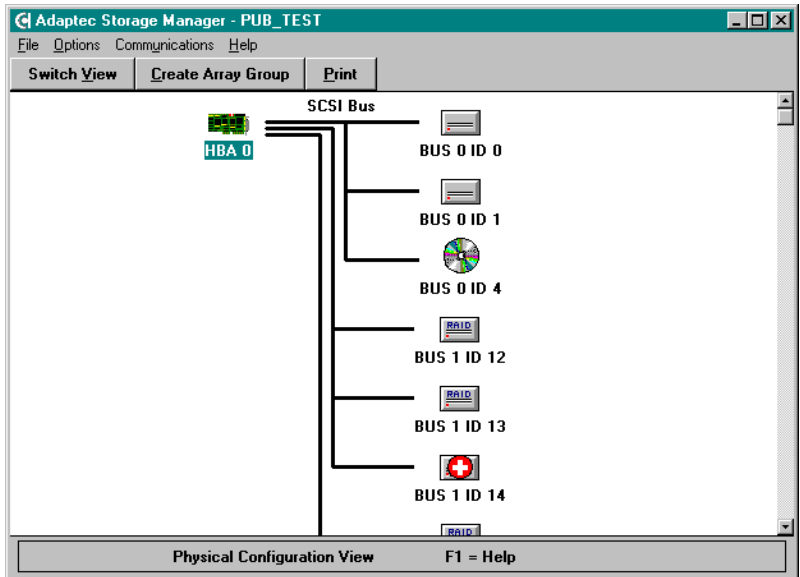 Adaptec Storage Manager - PUB_TEST
File Options Communications Help
Switch View Create Array Group Print
SCSI Bus
HBA 0
BUS 0 ID 0
BUS 0 ID 1
BUS 0 ID 4
RAID
BUS 1 ID 12
RAID
BUS 1 ID 13
BUS 1 ID 14
RAID
Physical Configuration View F1 = Help